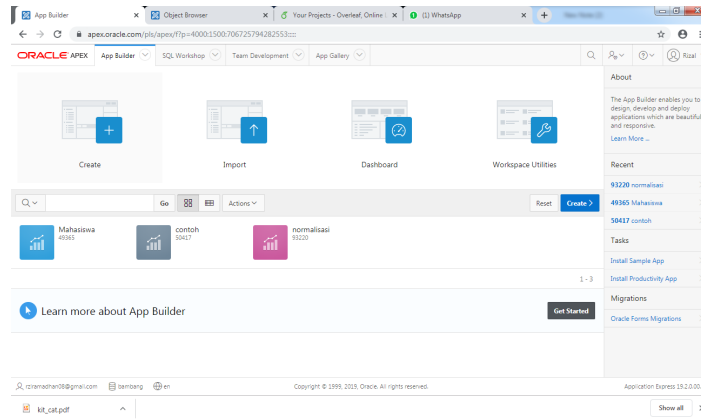 App Builder
Object Browser
Your Projects - Overleaf, Online
(1) WhatsApp
apex.oracle.com/pls/apex/f?p=4000:1500:706725794282553:::::
ORACLE APEX App Builder SQL Workshop Team Development App Gallery
Rizal
About
The App Builder enables you to
design, develop and deploy
applications which are beautiful
and responsive.
Learn More ..
Create
Import
Dashboard
Workspace Utilities
Recent
93220 normalisasi
49365 Mahasiswa
50417 contoh
Go
Actions
Reset
Create >
Mahasiswa
49365
contoh
50417
normalisasi
93220
1 - 3
Tasks
Install Sample App
Install Productivity App
Migrations
Oracle Forms Migrations
Learn more about App Builder
Get Started
rziramadhan08@gmail.com bambang en
Copyright © 1999, 2019, Oracle. All rights reserved.
Application Express 19.2.0.00.
kit_cat.pdf
Show all